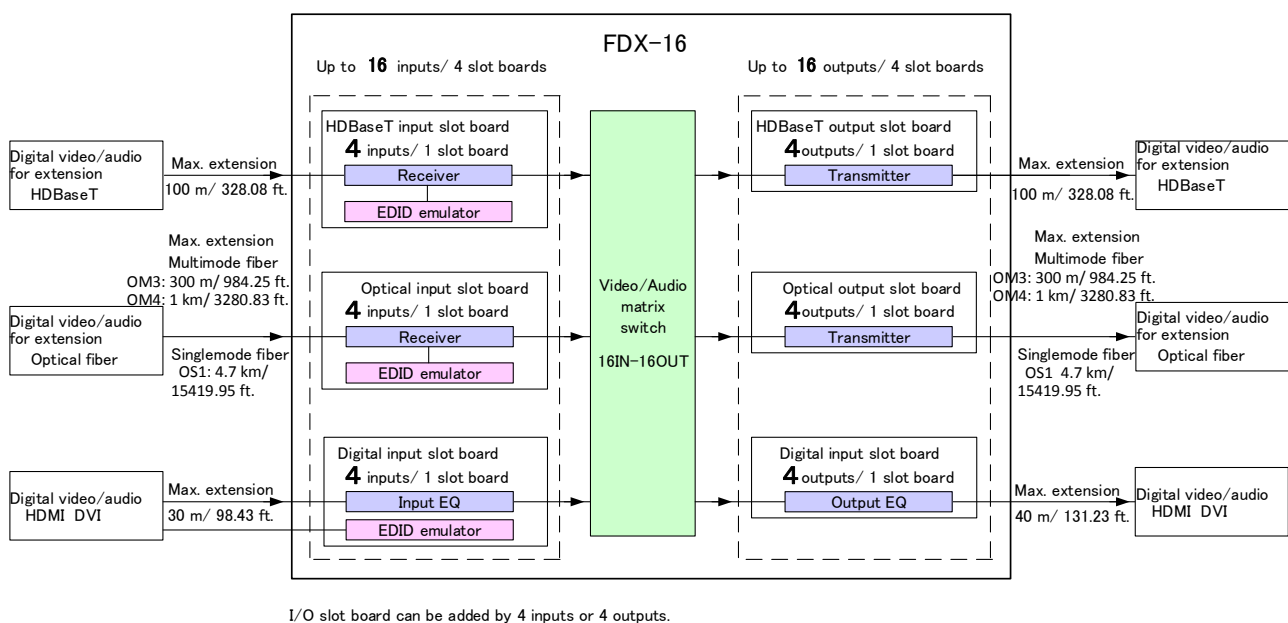 FDX-16
Up to 16 inputs/ 4 slot boards
Up to 16 outputs/ 4 slot boards
Digital video/audio
for extension
HDBaseT
Max. extension
100 m/ 328.08 ft.
HDBaseT input slot board
4 inputs/ 1 slot board
Receiver
EDID emulator
HDBaseT output slot board
4 outputs/ 1 slot board
Transmitter
Max. extension
100 m/ 328.08 ft.
Digital video/audio
for extension
HDBaseT
Max. extension
Multimode fiber
OM3: 300 m/ 984.25 ft.
OM4: 1 km/ 3280.83 ft.
Digital video/audio
for extension
Optical fiber
Singlemode fiber
OS1: 4.7 km/
15419.95 ft.
Optical input slot board
4 inputs/ 1 slot board
Receiver
EDID emulator
Video/Audio
matrix
switch
16IN-16OUT
Optical output slot board
4 outputs/ 1 slot board
Transmitter
Max. extension
Multimode fiber
OM3: 300 m/ 984.25 ft.
OM4: 1 km/ 3280.83 ft.
Singlemode fiber
OS1 4.7 km/
15419.95 ft.
Digital video/audio
for extension
Optical fiber
Digital video/audio
HDMI DVI
Max. extension
30 m/ 98.43 ft.
Digital input slot board
4 inputs/ 1 slot board
Input EQ
EDID emulator
Digital input slot board
4 outputs/ 1 slot board
Output EQ
Max. extension
40 m/ 131.23 ft.
Digital video/audio
HDMI DVI
I/O slot board can be added by 4 inputs or 4 outputs.